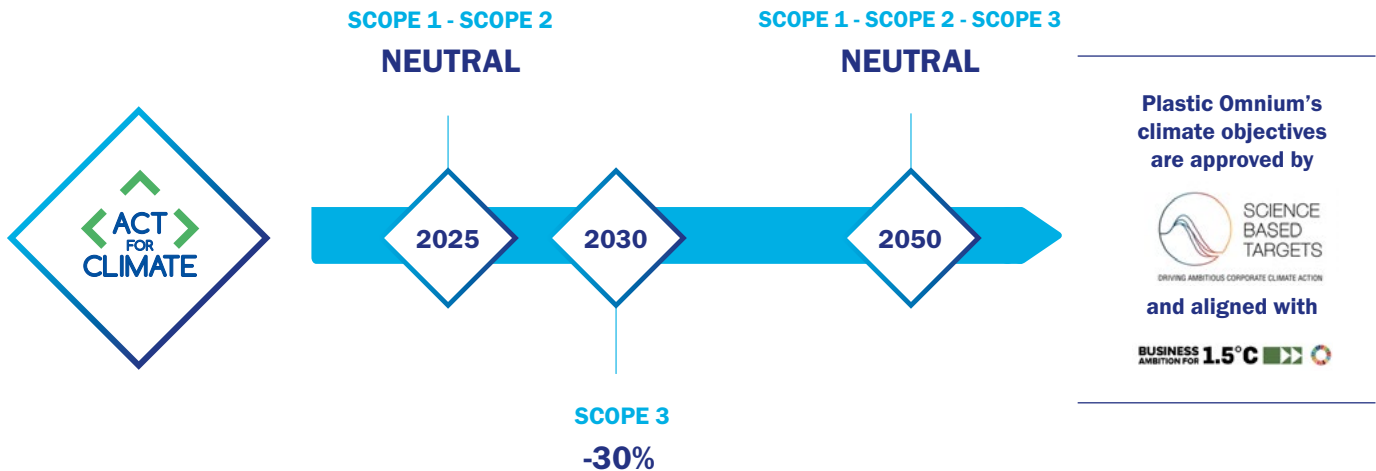 SCOPE 1 - SCOPE 2
NEUTRAL
SCOPE 1 - SCOPE 2 - SCOPE 3
NEUTRAL
ACT
FOR
CLIMATE
2025
2030
2050
SCOPE 3
-30%
Plastic Omnium’s
climate objectives
are approved by
SCIENCE
BASED
TARGETS
DRIVING AMBITIOUS CORPORATE CLIMATE ACTION
and aligned with
BUSINESS
AMBITION FOR 1.5°C